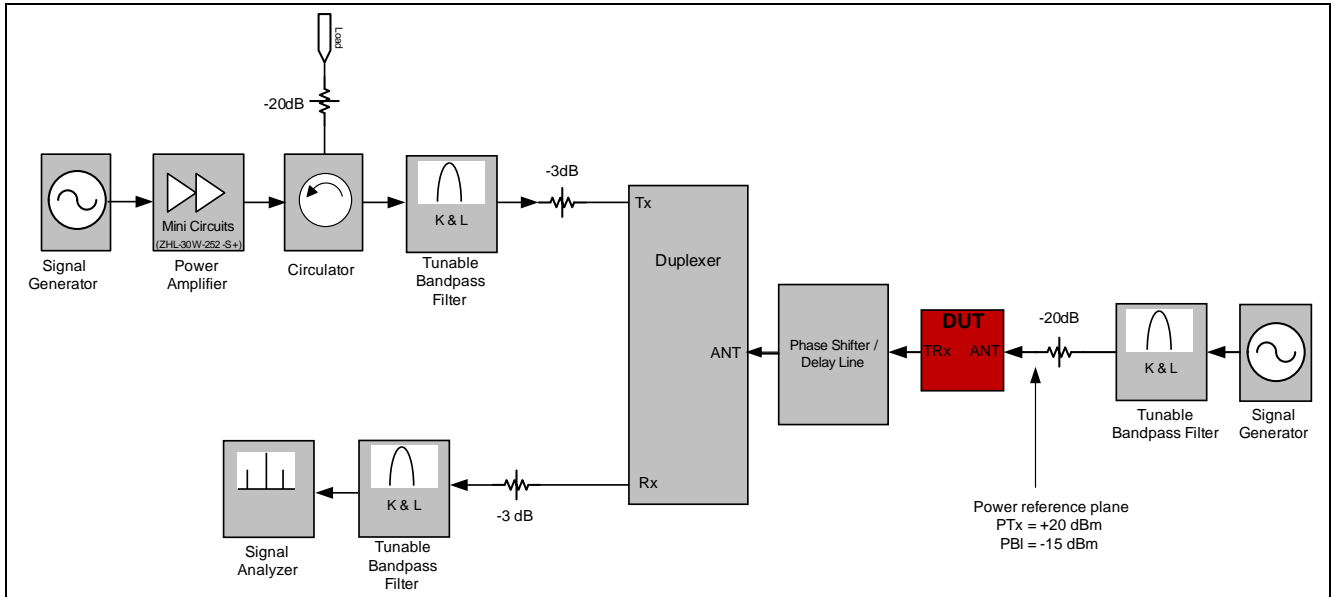 Load
-20dB
Mini Circuits
(ZHL-30W-252 -S+)
Signal
Generator
Power
Amplifier
Circulator
K & L
Tunable
Bandpass
Filter
-3dB
Tx
Duplexer
ANT
Rx
Phase Shifter /
Delay Line
DUT
TRx ANT
-20dB
K & L
Tunable
Bandpass Filter
Signal
Generator
Power reference plane
PTx = +20 dBm
PBl = -15 dBm
-3 dB
K & L
Tunable
Bandpass
Filter
Signal
Analyzer